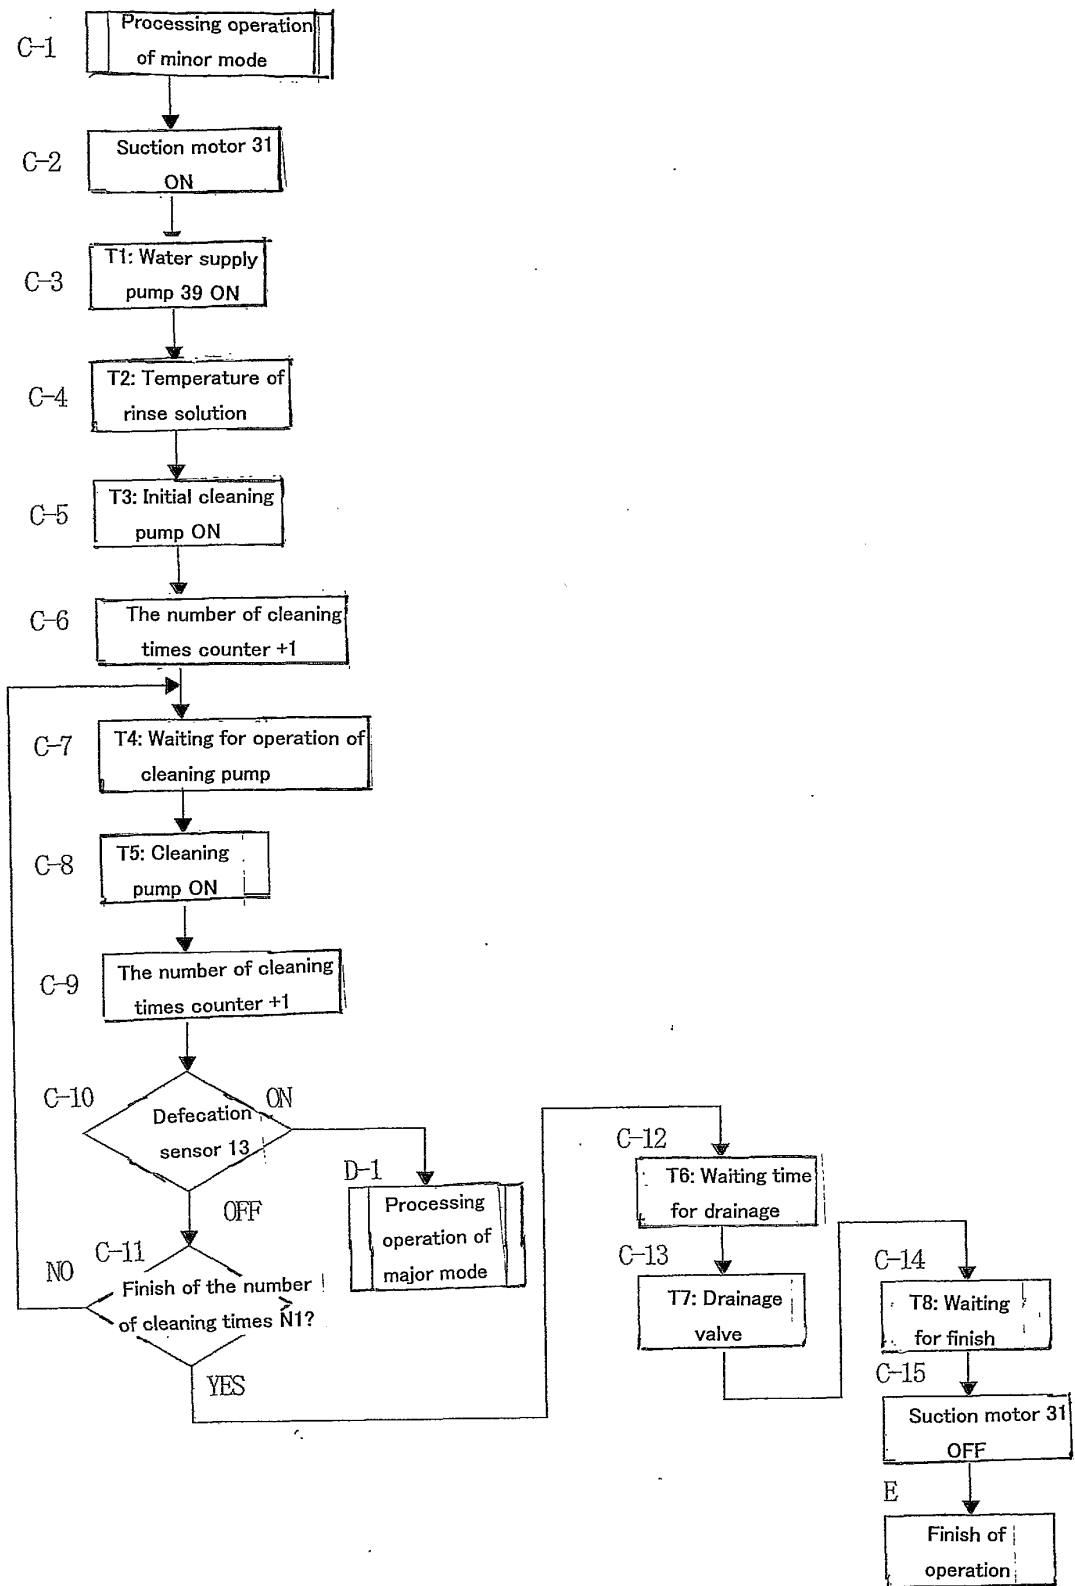 C-1
Processing operation
of minor mode
C-2
Suction motor 31
ON
C-3
T1: Water supply
pump 39 ON
C-4
T2: Temperature of
rinse solution
C-5
T3: Initial cleaning
pump ON
C-6
The number of cleaning
times counter +1
C-7
T4: Waiting for operation of
cleaning pump
C-8
T5: Cleaning
pump ON
C-9
The number of cleaning
times counter +1
C-10
ON
Defecation
sensor 13
OFF
D-1
Processing
operation of
major mode
C-11
NO
Finish of the number
of cleaning times N1?
YES
C-12
T6: Waiting time
for drainage
C-13
T7: Drainage
valve
C-14
T8: Waiting
for finish
C-15
Suction motor 31
OFF
E
Finish of
operation